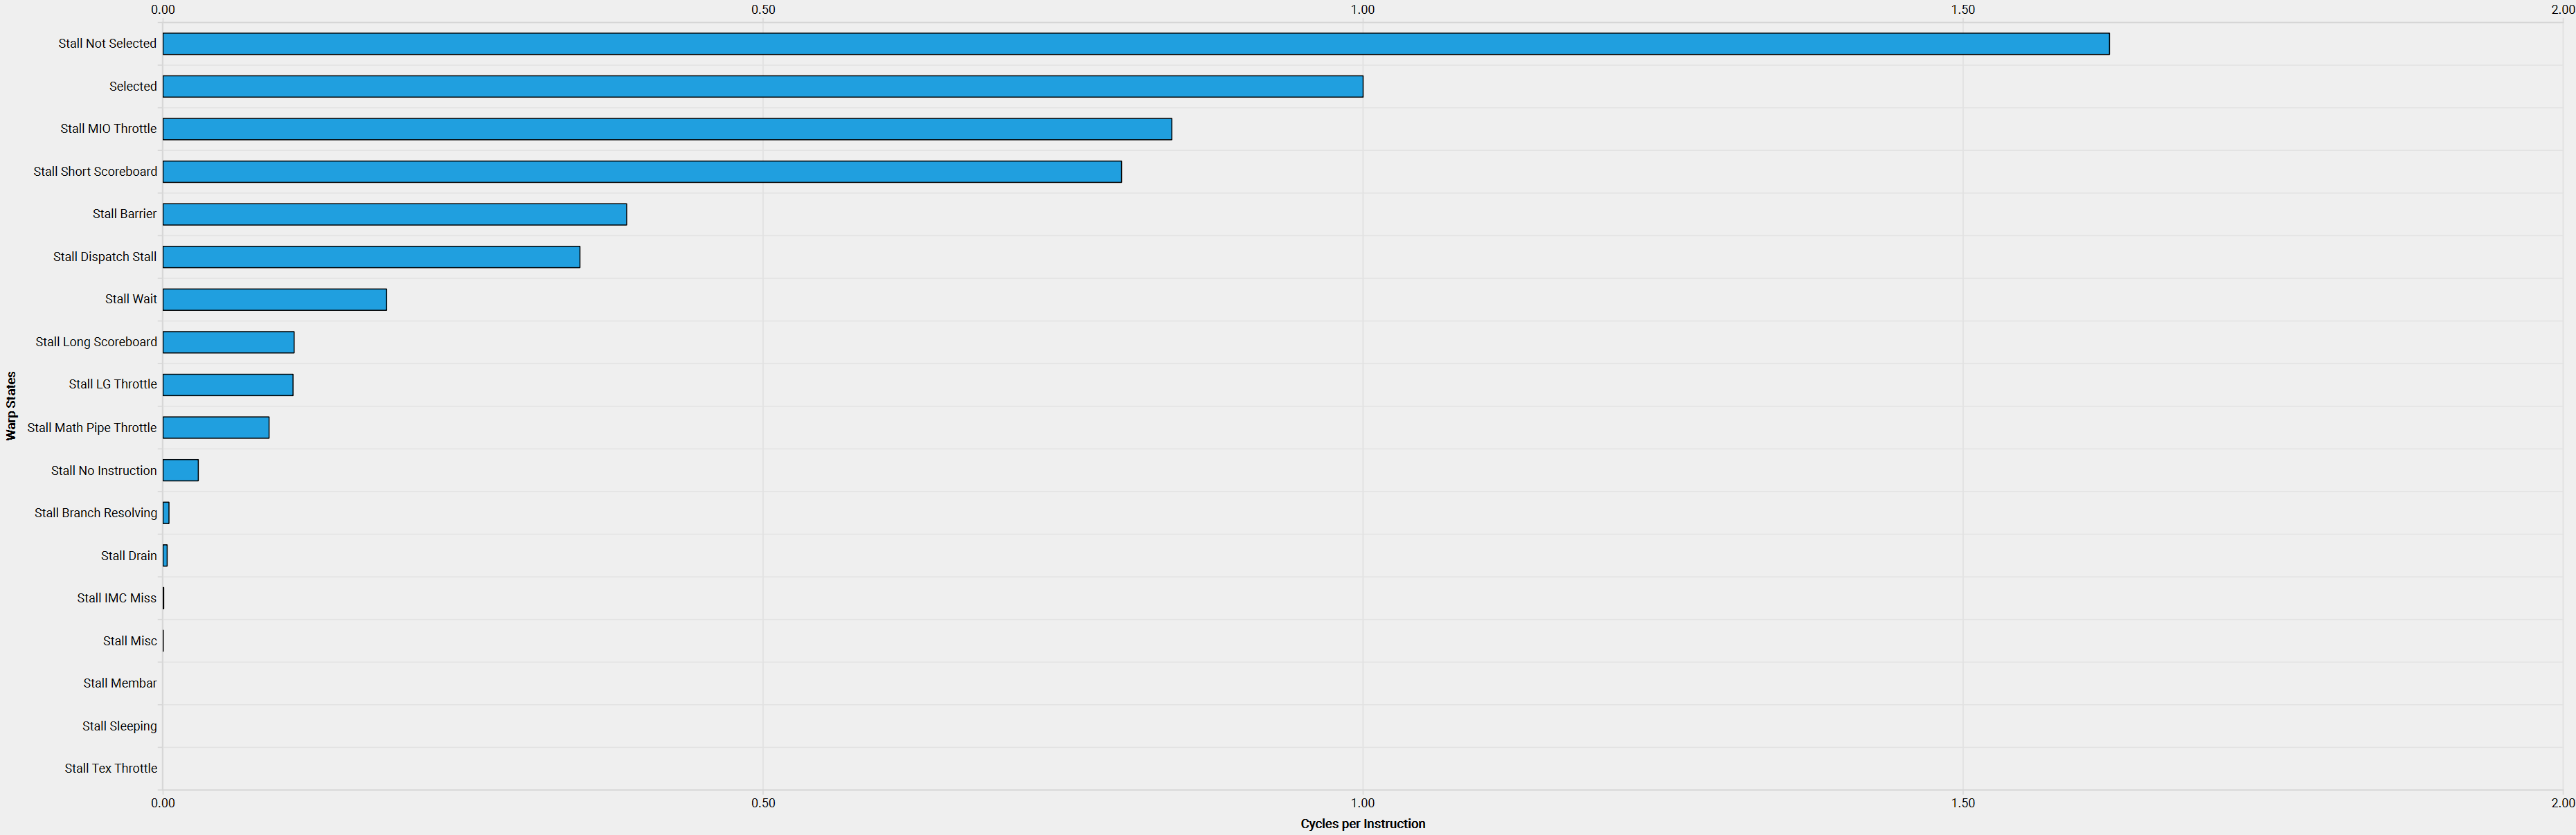 0.00 0.50 1.00 1.50 2.00
Stall Not Selected
Selected
Stall MIO Throttle
Stall Short Scoreboard
Stall Barrier
Stall Dispatch Stall
Stall Wait
Stall Long Scoreboard
Stall LG Throttle
Stall Math Pipe Throttle
Stall No Instruction
Stall Branch Resolving
Stall Drain
Stall IMC Miss
Stall Misc
Stall Membar
Stall Sleeping
Stall Tex Throttle
Warp States
0.00 0.50 1.00 1.50 2.00
Cycles per Instruction